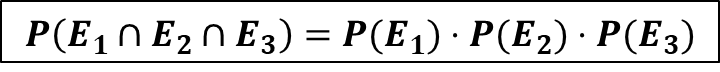 P(E₁ ∩ E₂ ∩ E₃) = P(E₁) · P(E₂) · P(E₃)